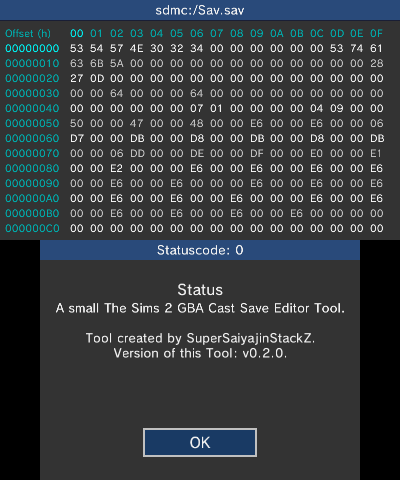 sdmc:/Sav.sav
Offset (h) 00 01 02 03 04 05 06 07 08 09 0A 0B 0C 0D 0E 0F
00000000 53 54 57 4E 30 32 34 00 00 00 00 00 00 53 74 61
00000010 63 6B 5A 00 00 00 00 00 00 00 00 00 00 00 00 28
00000020 27 0D 00 00 00 00 00 00 00 00 00 00 00 00 00 00
00000030 00 00 64 00 00 00 64 00 00 00 00 00 00 00 00 00
00000040 00 00 00 00 00 00 07 01 00 00 00 00 04 09 00 00
00000050 50 00 00 47 00 00 48 00 00 E6 00 00 E6 00 00 06
00000060 D7 00 00 DB 00 00 D8 00 00 DB 00 00 D8 00 00 DB
00000070 00 00 06 DD 00 00 DE 00 00 DF 00 00 E0 00 00 E1
00000080 00 00 E2 00 00 00 E6 00 00 E6 00 00 E6 00 00 E6
00000090 00 00 E6 00 00 E6 00 00 E6 00 00 E6 00 00 E6 00
000000A0 00 00 E6 00 00 E6 00 00 E6 00 00 E6 00 00 E6 00
000000B0 00 00 E6 00 00 E6 00 00 E6 00 00 E6 00 00 00 00
000000C0 00 00 00 00 00 00 00 00 00 00 00 00 00 00 00 00
Statuscode: 0
Status
A small The Sims 2 GBA Cast Save Editor Tool.
Tool created by SuperSaiyajinStackZ.
Version of this Tool: v0.2.0.
OK